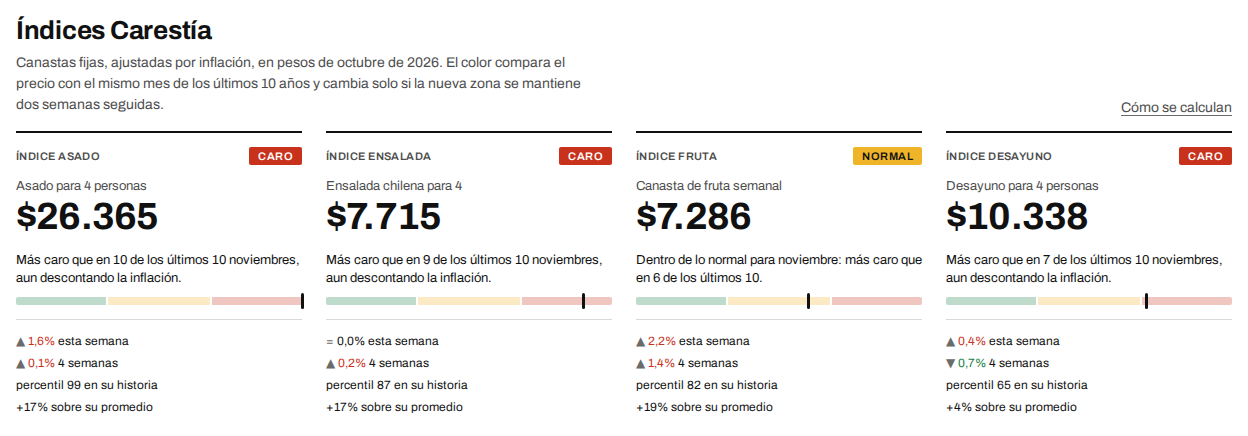 Índices Carestía
Canastas fijas, ajustadas por inflación, en pesos de octubre de 2026. El color compara el
precio con el mismo mes de los últimos 10 años y cambia solo si la nueva zona se mantiene
dos semanas seguidas.
Cómo se calculan
ÍNDICE ASADO
CARO
Asado para 4 personas
$26.365
Más caro que en 10 de los últimos 10 noviembres,
aun descontando la inflación.
▲ 1,6% esta semana
▲ 0,1% 4 semanas
percentil 99 en su historia
+17% sobre su promedio
ÍNDICE ENSALADA
CARO
Ensalada chilena para 4
$7.715
Más caro que en 9 de los últimos 10 noviembres,
aun descontando la inflación.
= 0,0% esta semana
▲ 0,2% 4 semanas
percentil 87 en su historia
+17% sobre su promedio
ÍNDICE FRUTA
NORMAL
Canasta de fruta semanal
$7.286
Dentro de lo normal para noviembre: más caro que
en 6 de los últimos 10.
▲ 2,2% esta semana
▲ 1,4% 4 semanas
percentil 82 en su historia
+19% sobre su promedio
ÍNDICE DESAYUNO
CARO
Desayuno para 4 personas
$10.338
Más caro que en 7 de los últimos 10 noviembres,
aun descontando la inflación.
▲ 0,4% esta semana
▼ 0,7% 4 semanas
percentil 65 en su historia
+4% sobre su promedio